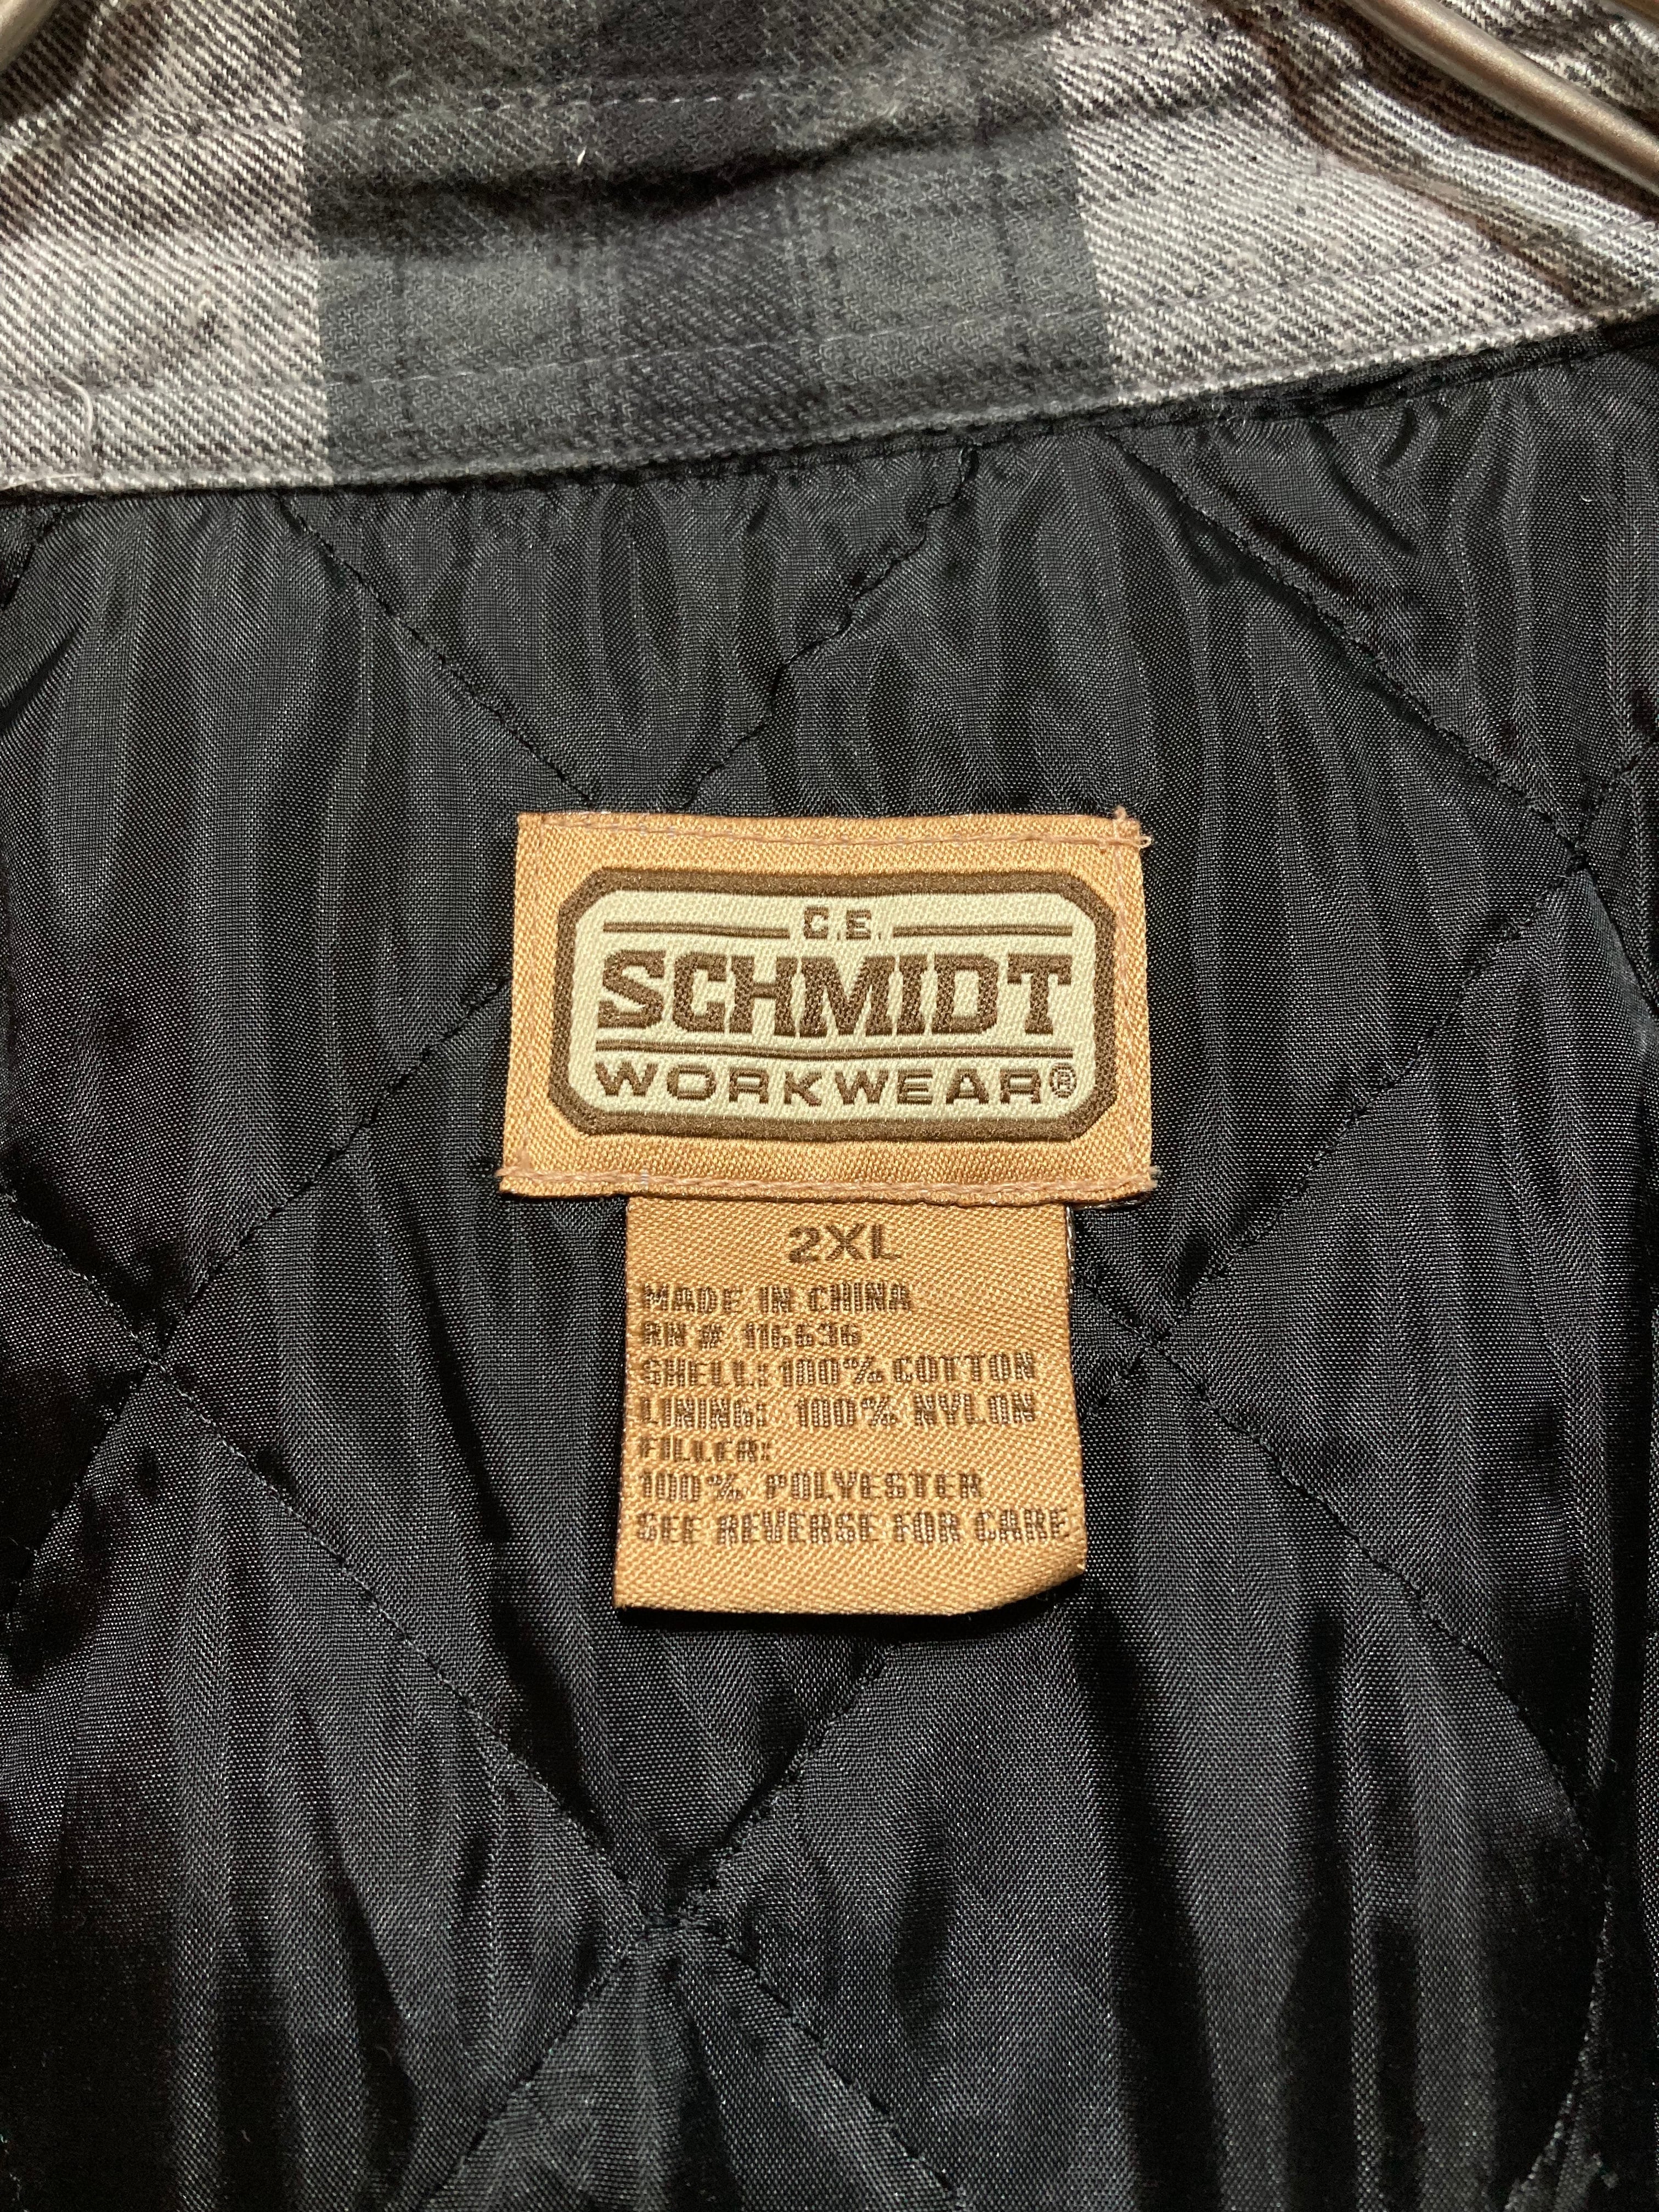 C.E.
SCHMIDT
WORKWEAR®
2XL
MADE IN CHINA
RN # 116636
SHELL: 100% COTTON
LINING: 100% NYLON
FILLER:
100% POLYESTER
SEE REVERSE FOR CARE